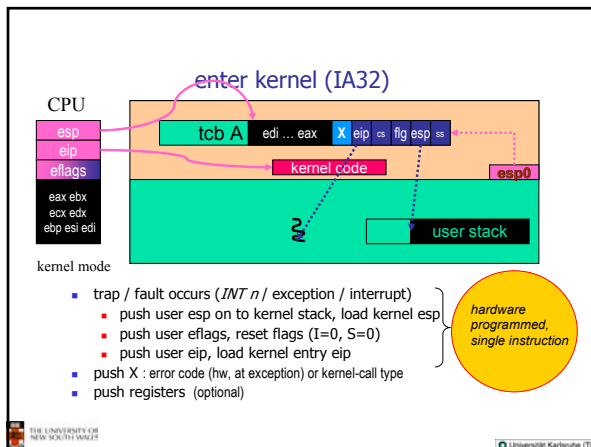 enter kernel (IA32)
CPU
esp
eip
eflags
eax ebx
ecx edx
ebp esi edi
kernel mode
tcb A edi ... eax X eip cs flg esp ss
kernel code
esp0
user stack
▪ trap / fault occurs (INT n / exception / interrupt)
▪ push user esp on to kernel stack, load kernel esp
▪ push user eflags, reset flags (I=0, S=0)
▪ push user eip, load kernel entry eip
▪ push X : error code (hw, at exception) or kernel-call type
▪ push registers (optional)
hardware
programmed,
single instruction
THE UNIVERSITY OF
NEW SOUTH WALES
© Universität Karlsruhe (T